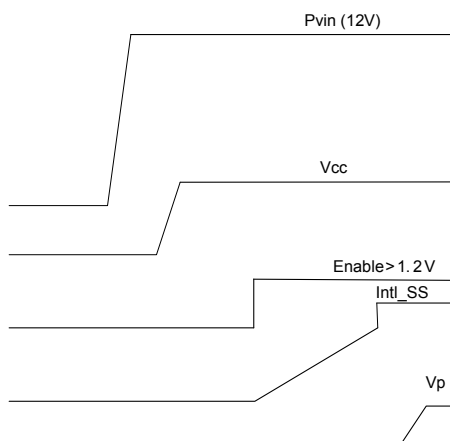 Pvin (12V)
Vcc
Enable>1.2V
Intl_SS
Vp